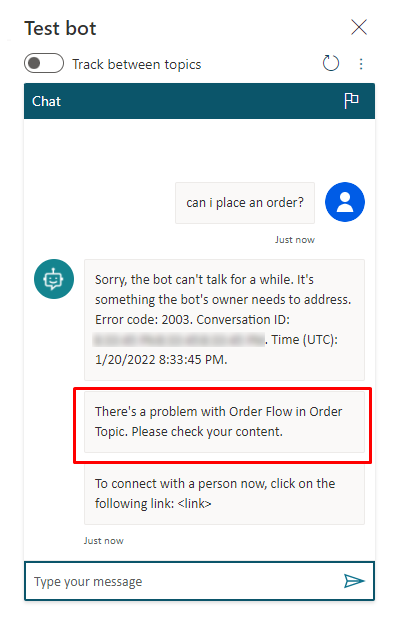 Test bot
Track between topics
Chat
can i place an order?
Just now
Sorry, the bot can't talk for a while. It's
something the bot's owner needs to address.
Error code: 2003. Conversation ID:
. Time (UTC):
1/20/2022 8:33:45 PM.
There's a problem with Order Flow in Order
Topic. Please check your content.
To connect with a person now, click on the
following link: <link>
Just now
Type your message